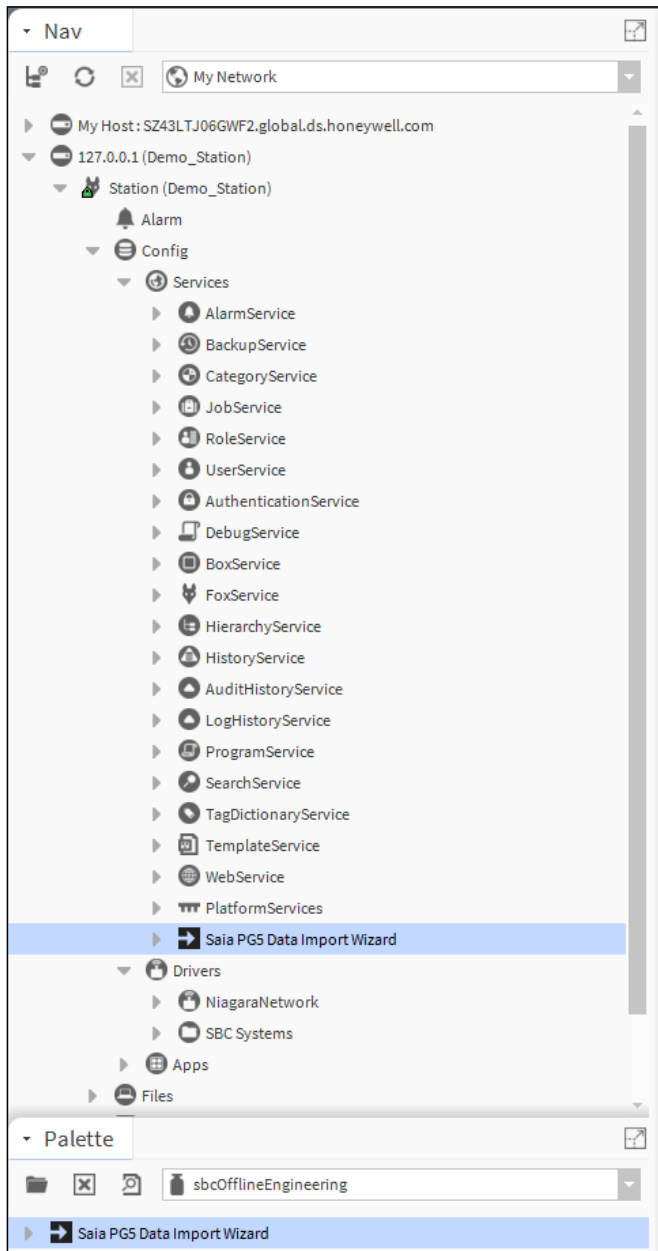 Nav
My Network
My Host : SZ43LTJ06GWF2.global.ds.honeywell.com
127.0.0.1 (Demo_Station)
Station (Demo_Station)
Alarm
Config
Services
AlarmService
BackupService
CategoryService
JobService
RoleService
UserService
AuthenticationService
DebugService
BoxService
FoxService
HierarchyService
HistoryService
AuditHistoryService
LogHistoryService
ProgramService
SearchService
TagDictionaryService
TemplateService
WebService
PlatformServices
Saia PG5 Data Import Wizard
Drivers
NiagaraNetwork
SBC Systems
Apps
Files
Palette
sbcOfflineEngineering
Saia PG5 Data Import Wizard